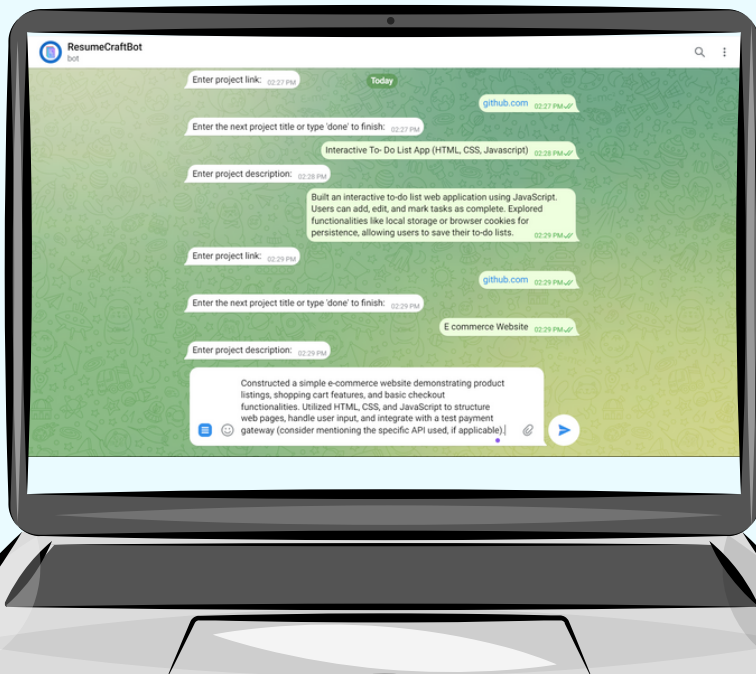 ResumeCraftBot
bot
Enter project link: 02:27 PM
Today
github.com 02:27 PM
Enter the next project title or type 'done' to finish: 02:27 PM
Interactive To- Do List App (HTML, CSS, Javascript) 02:28 PM
Enter project description: 02:28 PM
Built an interactive to-do list web application using JavaScript.
Users can add, edit, and mark tasks as complete. Explored
functionalities like local storage or browser cookies for
persistence, allowing users to save their to-do lists. 02:29 PM
Enter project link: 02:29 PM
github.com 02:29 PM
Enter the next project title or type 'done' to finish: 02:29 PM
E commerce Website 02:29 PM
Enter project description: 02:29 PM
Constructed a simple e-commerce website demonstrating product
listings, shopping cart features, and basic checkout
functionalities. Utilized HTML, CSS, and JavaScript to structure
web pages, handle user input, and integrate with a test payment
gateway (consider mentioning the specific API used, if applicable).